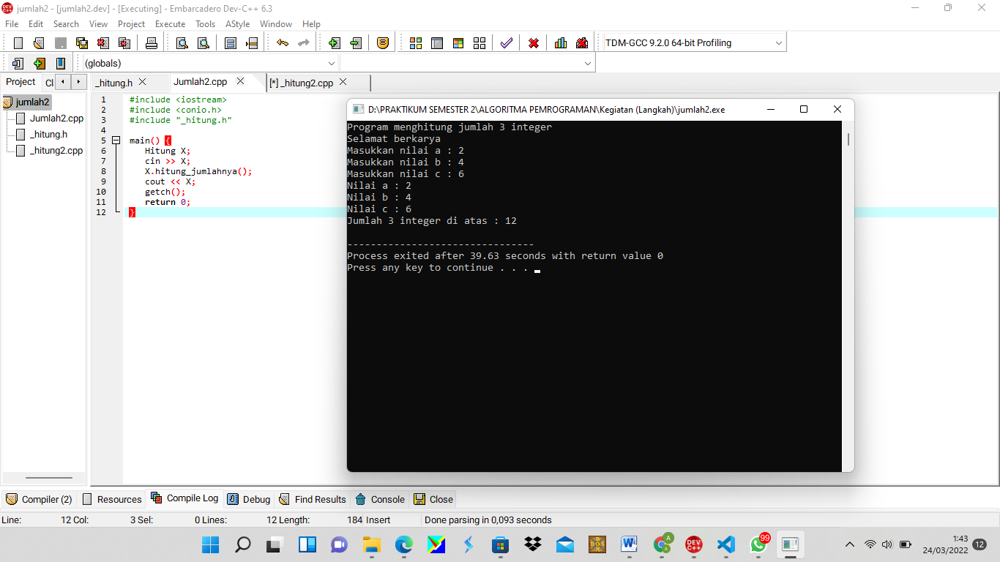 jumlah2 - [jumlah2.dev] - [Executing] - Embarcadero Dev-C++ 6.3
File Edit Search View Project Execute Tools AStyle Window Help
TDM-GCC 9.2.0 64-bit Profiling
(globals)
Project Cl
_hitung.h Jumlah2.cpp [*] _hitung2.cpp
jumlah2
Jumlah2.cpp
_hitung.h
_hitung2.cpp
1 #include <iostream>
2 #include <conio.h>
3 #include "_hitung.h"
4
5 main() {
6 Hitung X;
7 cin >> X;
8 X.hitung_jumlahnya();
9 cout << X;
10 getch();
11 return 0;
12 }
D:\PRAKTIKUM SEMESTER 2\ALGORITMA PEMROGRAMAN\Kegiatan (Langkah)\jumlah2.exe
Program menghitung jumlah 3 integer
Selamat berkarya
Masukkan nilai a : 2
Masukkan nilai b : 4
Masukkan nilai c : 6
Nilai a : 2
Nilai b : 4
Nilai c : 6
Jumlah 3 integer di atas : 12
--------------------------------
Process exited after 39.63 seconds with return value 0
Press any key to continue . . .
Compiler (2) Resources Compile Log Debug Find Results Console Close
Line: 12 Col: 3 Sel: 0 Lines: 12 Length: 184 Insert Done parsing in 0,093 seconds
DEV C++
99
1:43
24/03/2022
12